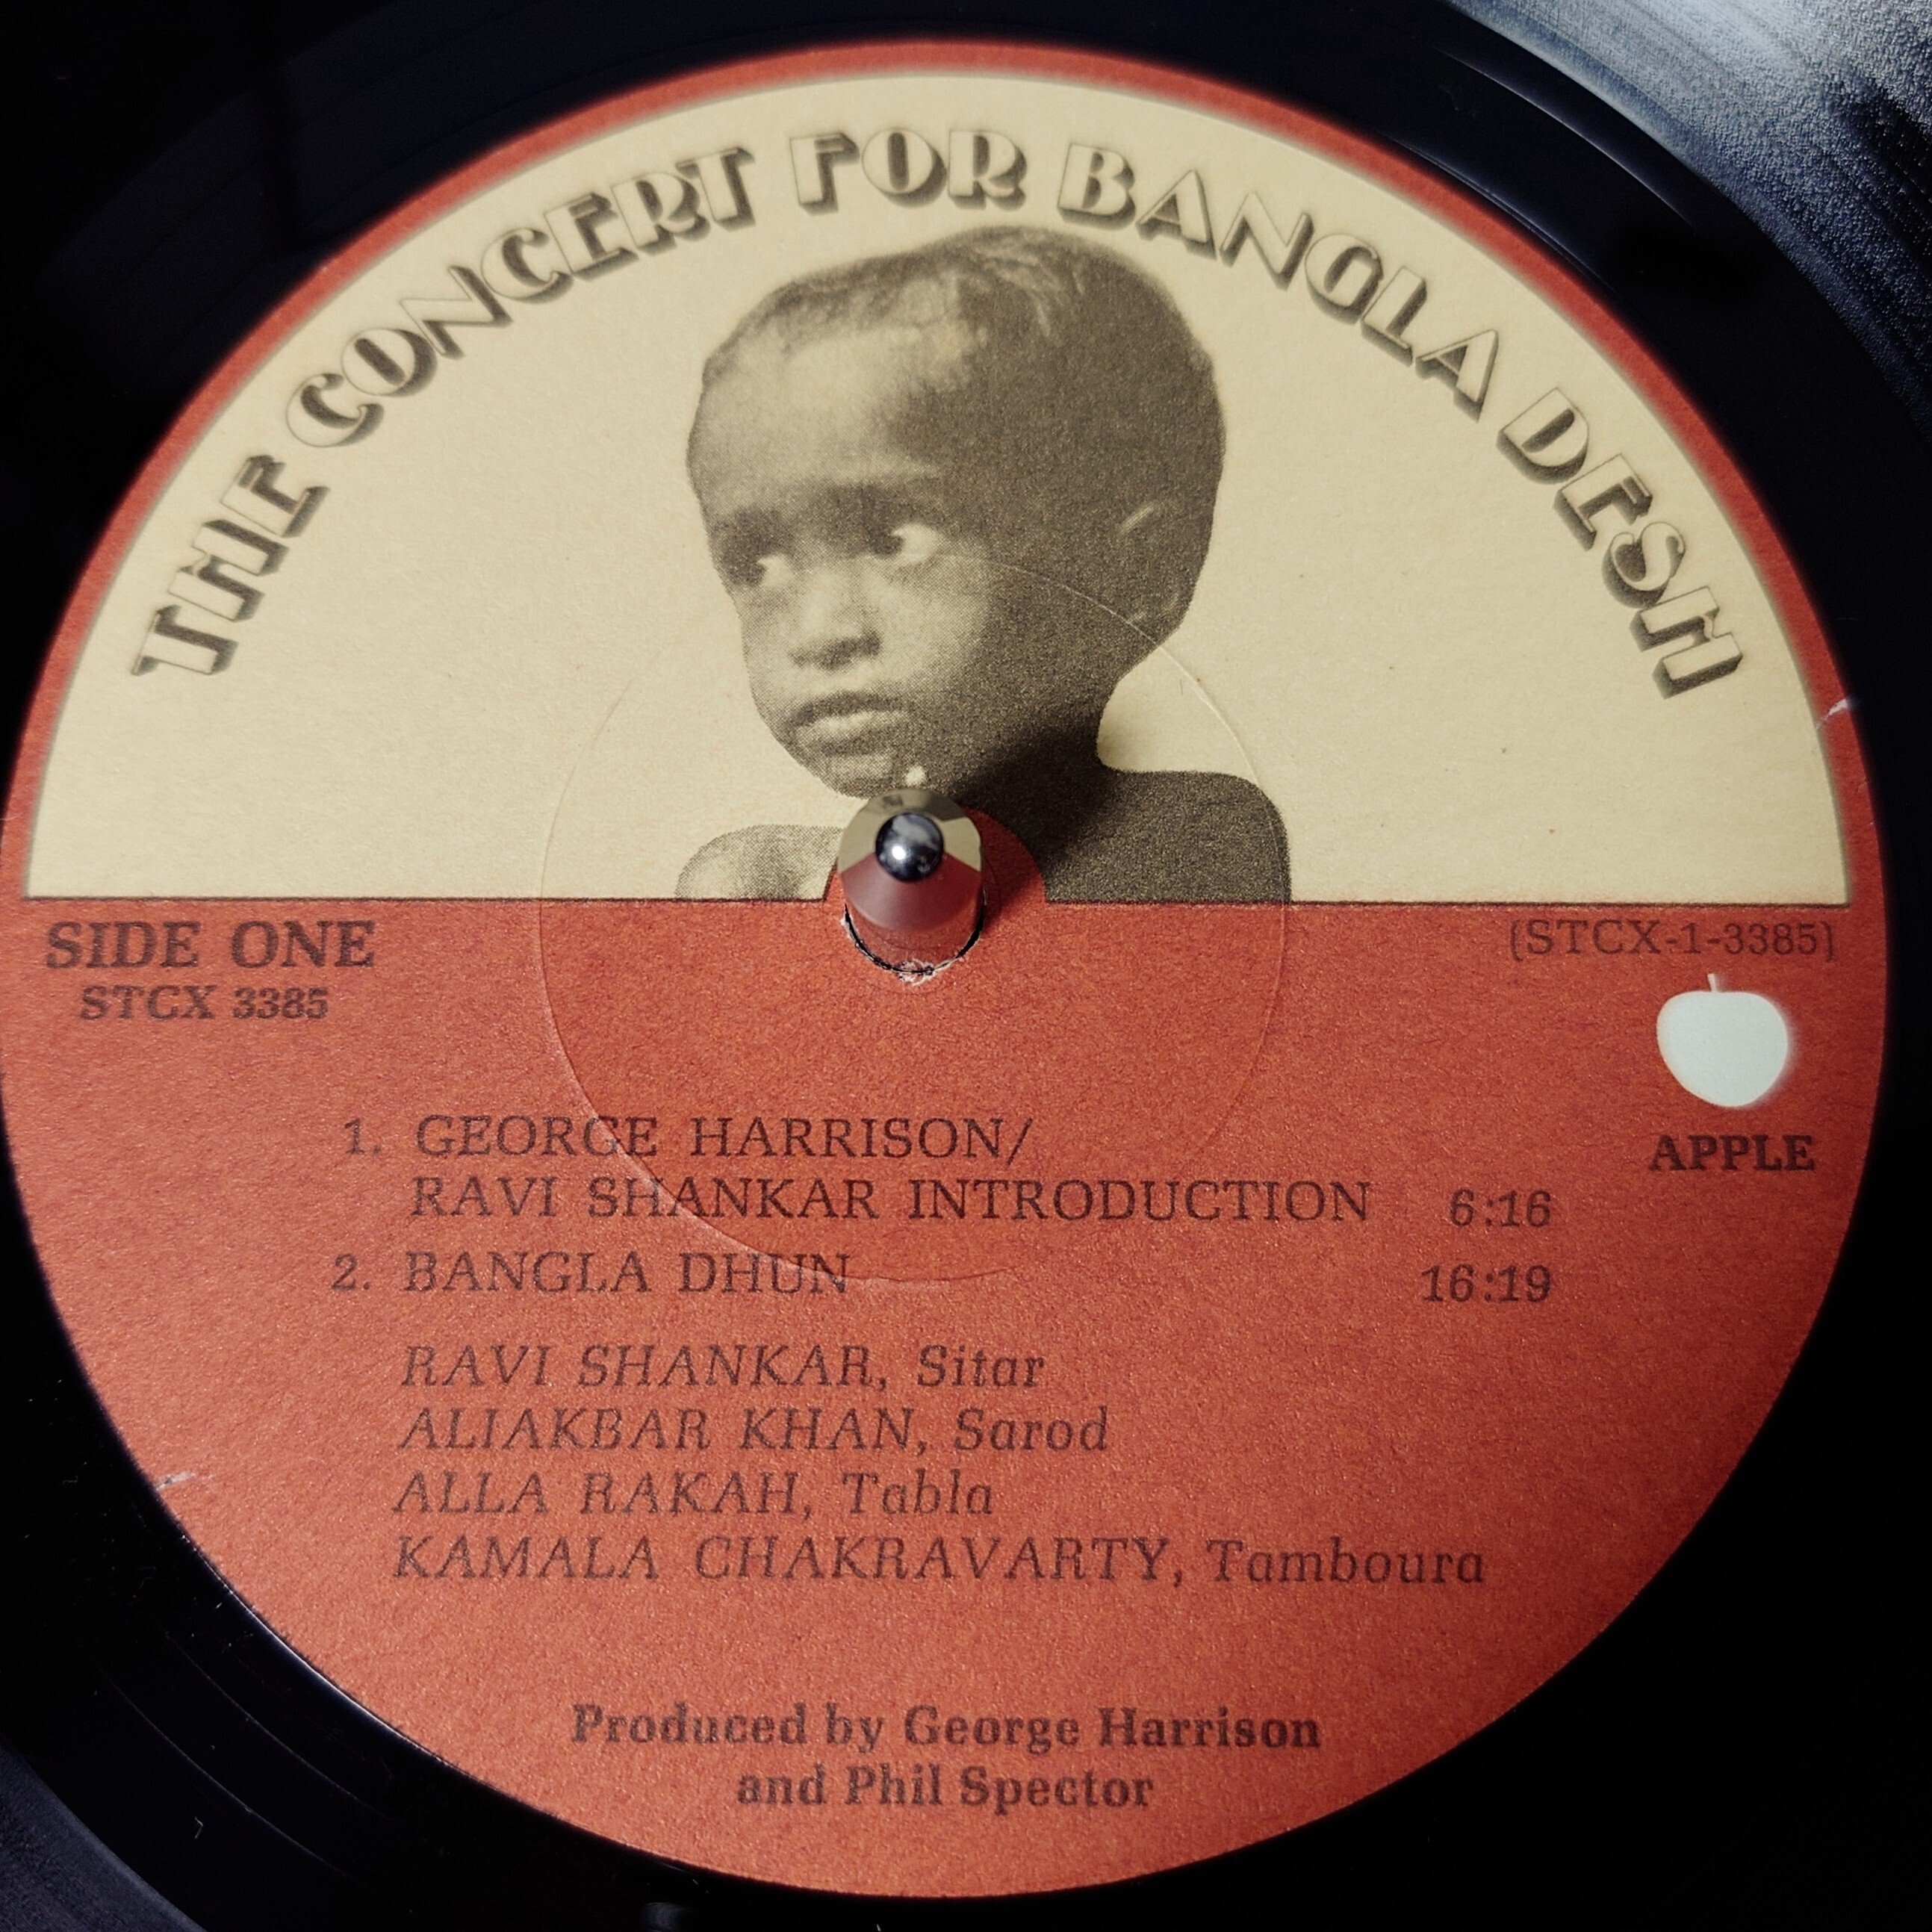 THE CONCERT FOR BANGLA DESH
SIDE ONE
STCX 3385
(STCX-1-3385)
APPLE
1. GEORGE HARRISON/
RAVI SHANKAR INTRODUCTION 6:16
2. BANGLA DHUN 16:19
RAVI SHANKAR, Sitar
ALIAKBAR KHAN, Sarod
ALLA RAKAH, Tabla
KAMALA CHAKRAVARTY, Tamboura
Produced by George Harrison
and Phil Spector